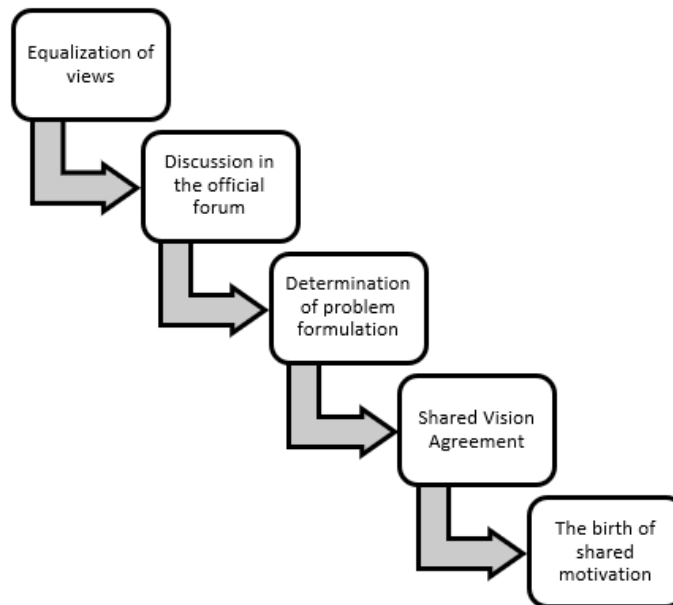 Equalization of
views
Discussion in
the official
forum
Determination
of problem
formulation
Shared Vision
Agreement
The birth of
shared
motivation